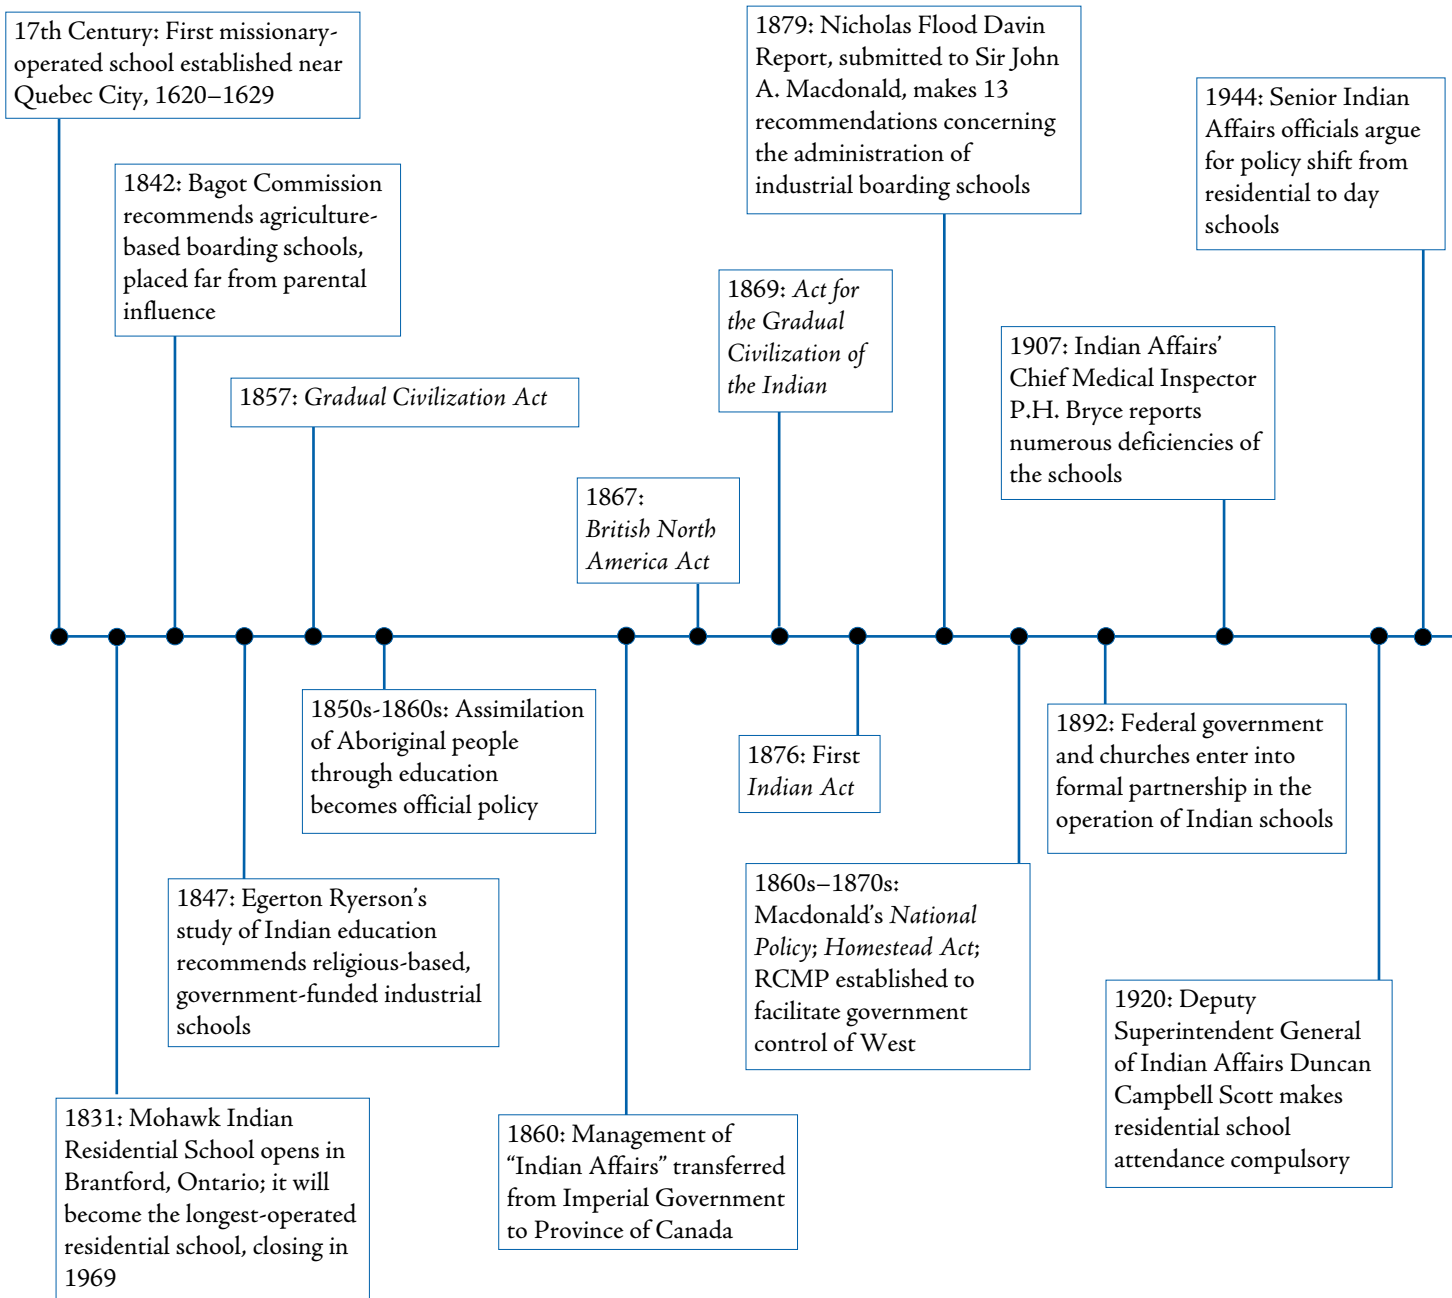 17th Century: First missionary-
operated school established near
Quebec City, 1620–1629
1831: Mohawk Indian
Residential School opens in
Brantford, Ontario; it will
become the longest-operated
residential school, closing in
1969
1842: Bagot Commission
recommends agriculture-
based boarding schools,
placed far from parental
influence
1847: Egerton Ryerson’s
study of Indian education
recommends religious-based,
government-funded industrial
schools
1857: Gradual Civilization Act
1850s-1860s: Assimilation
of Aboriginal people
through education
becomes official policy
1860: Management of
“Indian Affairs” transferred
from Imperial Government
to Province of Canada
1867:
British North
America Act
1869: Act for
the Gradual
Civilization of
the Indian
1876: First
Indian Act
1879: Nicholas Flood Davin
Report, submitted to Sir John
A. Macdonald, makes 13
recommendations concerning
the administration of
industrial boarding schools
1860s–1870s:
Macdonald’s National
Policy; Homestead Act;
RCMP established to
facilitate government
control of West
1892: Federal government
and churches enter into
formal partnership in the
operation of Indian schools
1907: Indian Affairs’
Chief Medical Inspector
P.H. Bryce reports
numerous deficiencies of
the schools
1920: Deputy
Superintendent General
of Indian Affairs Duncan
Campbell Scott makes
residential school
attendance compulsory
1944: Senior Indian
Affairs officials argue
for policy shift from
residential to day
schools